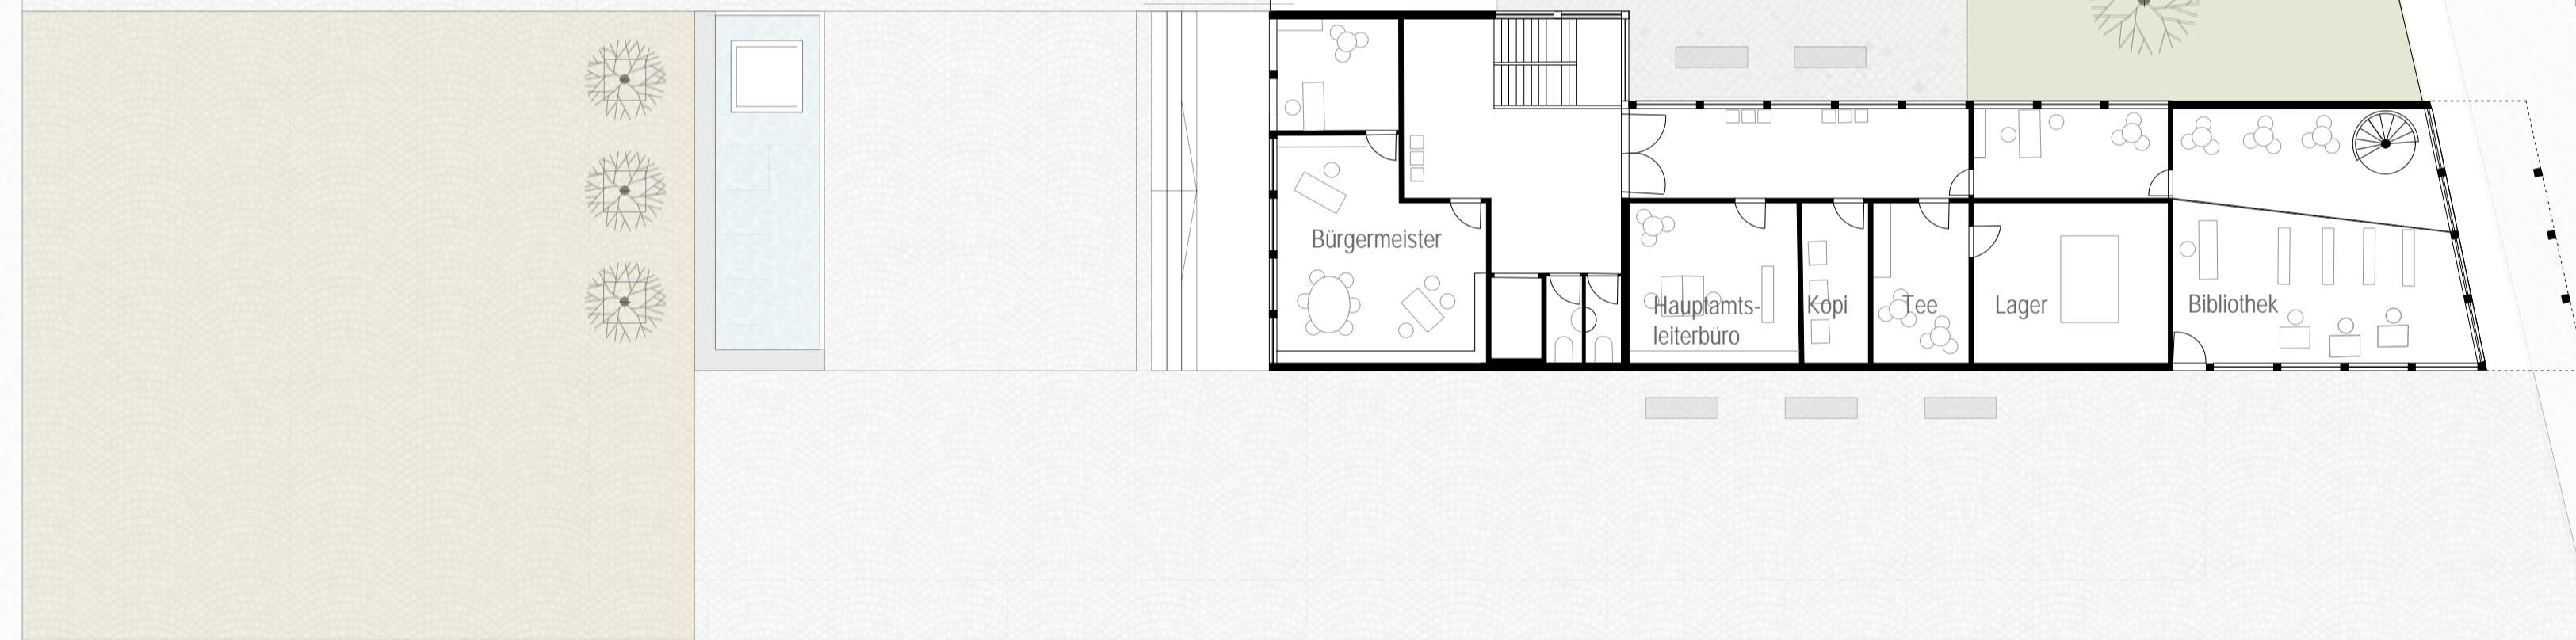 Bürgermeister
Hauptamts-
leiterbüro
Kopi
Tee
Lager
Bibliothek